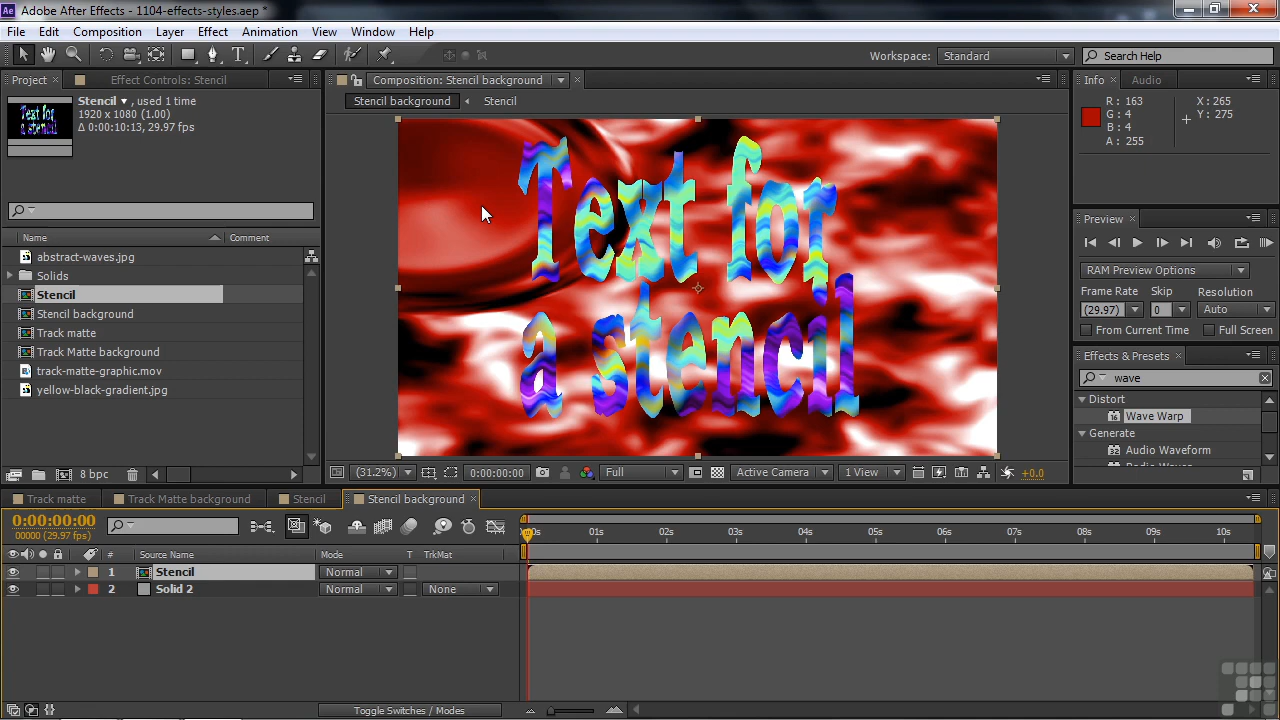 Ae Adobe After Effects - 1104-effects-styles.aep *
File Edit Composition Layer Effect Animation View Window Help
Workspace: Standard Search Help
Project Effect Controls: Stencil
Stencil , used 1 time
1920 x 1080 (1.00)
Δ 0:00:10:13, 29.97 fps
Name Comment
abstract-waves.jpg
Solids
Stencil
Stencil background
Track matte
Track Matte background
track-matte-graphic.mov
yellow-black-gradient.jpg
8 bpc
Composition: Stencil background
Stencil background Stencil
Text for
a stencil
(31.2%) 0:00:00:00 Full Active Camera 1 View +0.0
Info Audio
R : 163 X : 265
G : 4 Y : 275
B : 4
A : 255
Preview
RAM Preview Options
Frame Rate Skip Resolution
(29.97) 0 Auto
From Current Time Full Screen
Effects & Presets
wave
Distort
Wave Warp
Generate
Audio Waveform
Track matte Track Matte background Stencil Stencil background
0:00:00:00
00000 (29.97 fps)
# Source Name Mode T TrkMat
1 Stencil Normal
2 Solid 2 Normal None
:00s 01s 02s 03s 04s 05s 06s 07s 08s 09s 10s
Toggle Switches / Modes